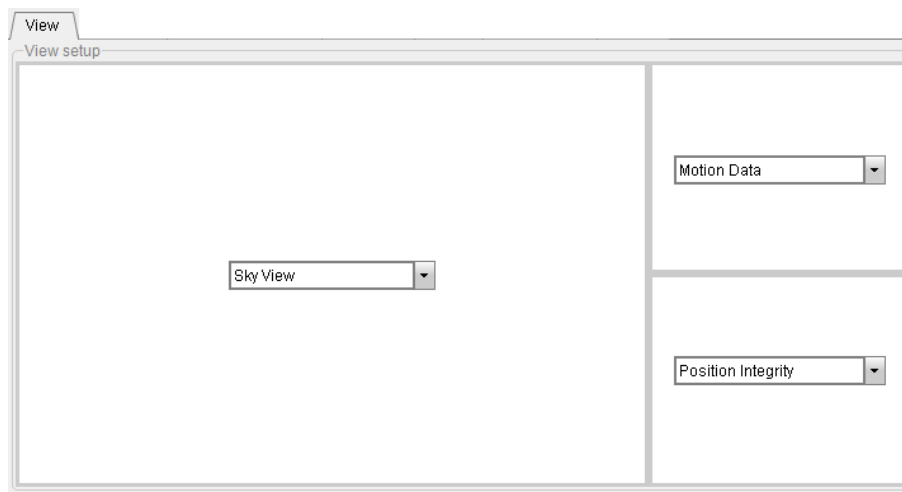 View
View setup
Sky View
Motion Data
Position Integrity